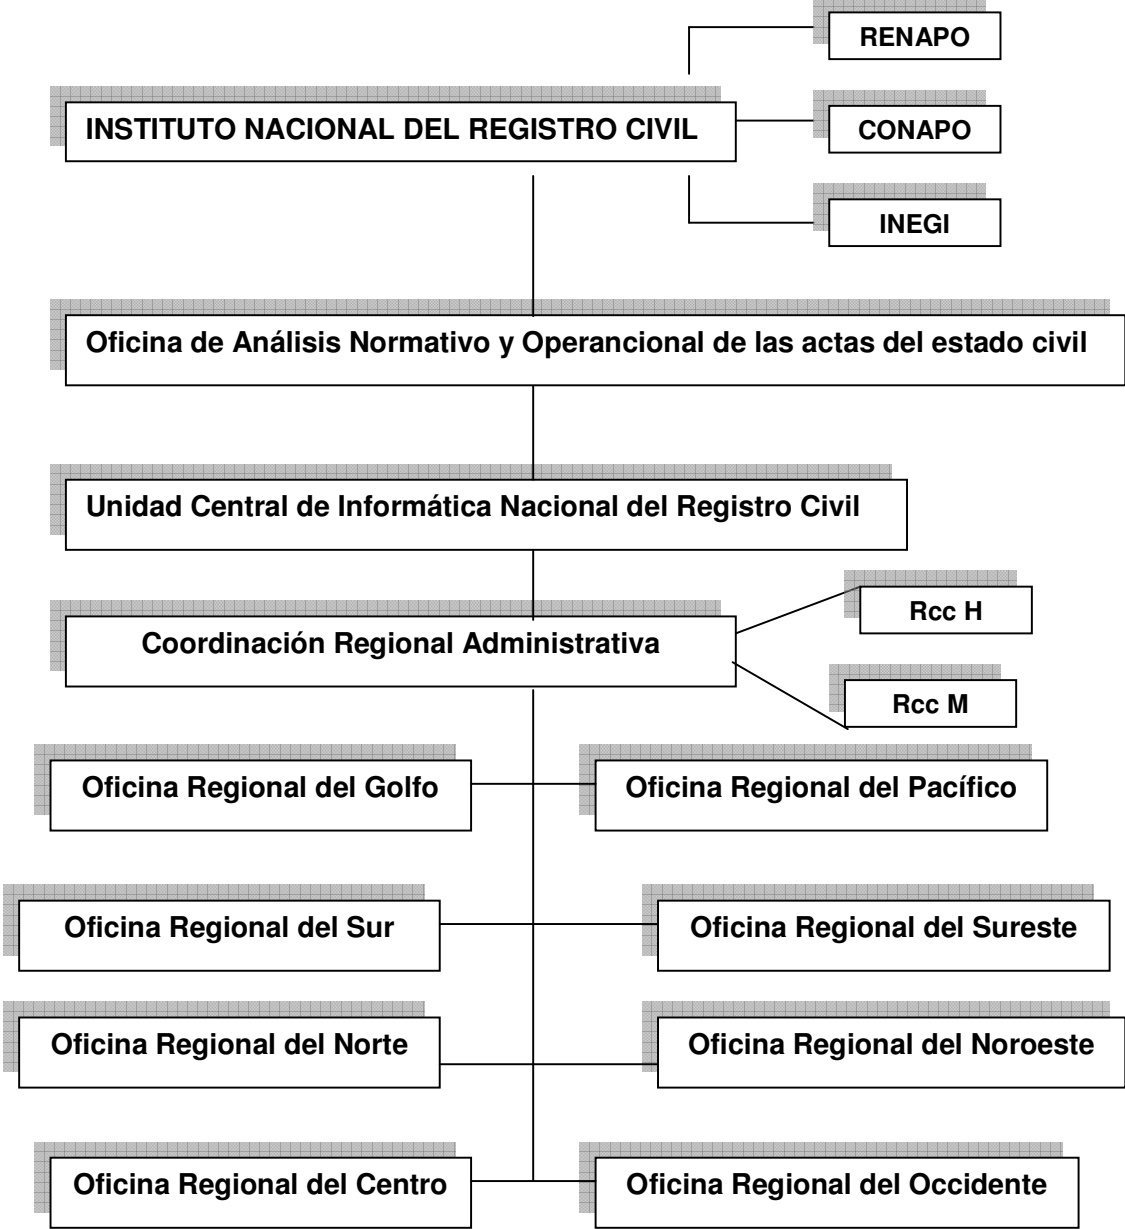 RENAPO
INSTITUTO NACIONAL DEL REGISTRO CIVIL
CONAPO
INEGI
Oficina de Análisis Normativo y Operancional de las actas del estado civil
Unidad Central de Informática Nacional del Registro Civil
Rcc H
Coordinación Regional Administrativa
Rcc M
Oficina Regional del Golfo
Oficina Regional del Pacífico
Oficina Regional del Sur
Oficina Regional del Sureste
Oficina Regional del Norte
Oficina Regional del Noroeste
Oficina Regional del Centro
Oficina Regional del Occidente